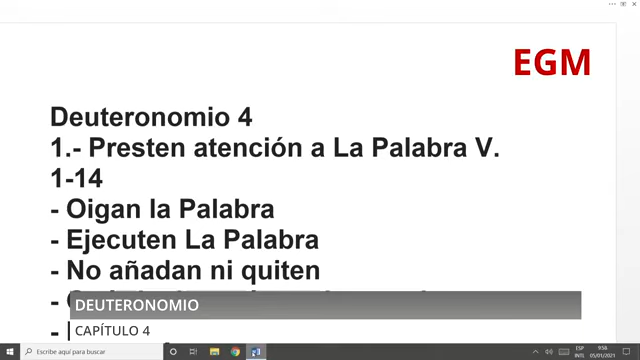 EGM
Deuteronomio 4
1.- Presten atención a La Palabra V.
1-14
- Oigan la Palabra
- Ejecuten La Palabra
- No añadan ni quiten
-
DEUTERONOMIO
- CAPÍTULO 4
Escribe aquí para buscar
ESP
INTL
9:58
05/01/2021